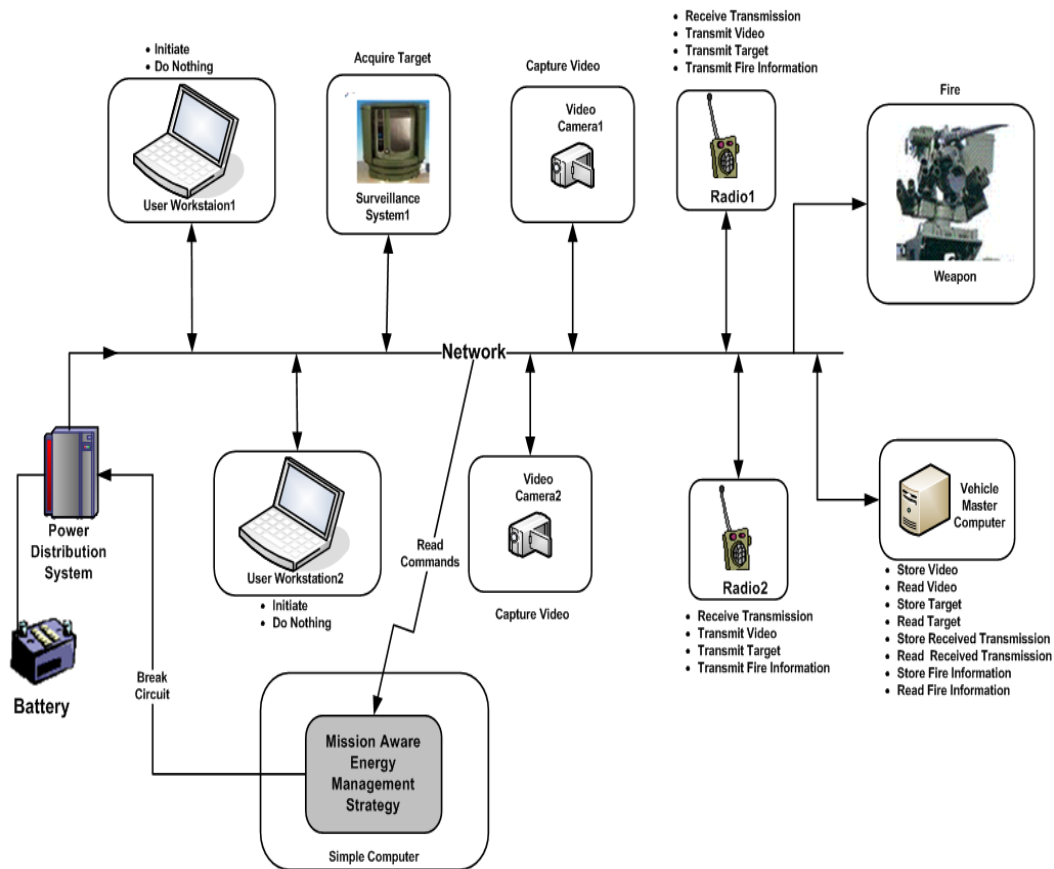 • Initiate
• Do Nothing
User Workstaion1
Acquire Target
Surveillance
System1
Capture Video
Video
Camera1
• Receive Transmission
• Transmit Video
• Transmit Target
• Transmit Fire Information
Radio1
Fire
Weapon
Network
Power
Distribution
System
Battery
User Workstation2
• Initiate
• Do Nothing
Read
Commands
Video
Camera2
Capture Video
Radio2
• Receive Transmission
• Transmit Video
• Transmit Target
• Transmit Fire Information
Vehicle
Master
Computer
• Store Video
• Read Video
• Store Target
• Read Target
• Store Received Transmission
• Read Received Transmission
• Store Fire Information
• Read Fire Information
Break
Circuit
Mission Aware
Energy
Management
Strategy
Simple Computer